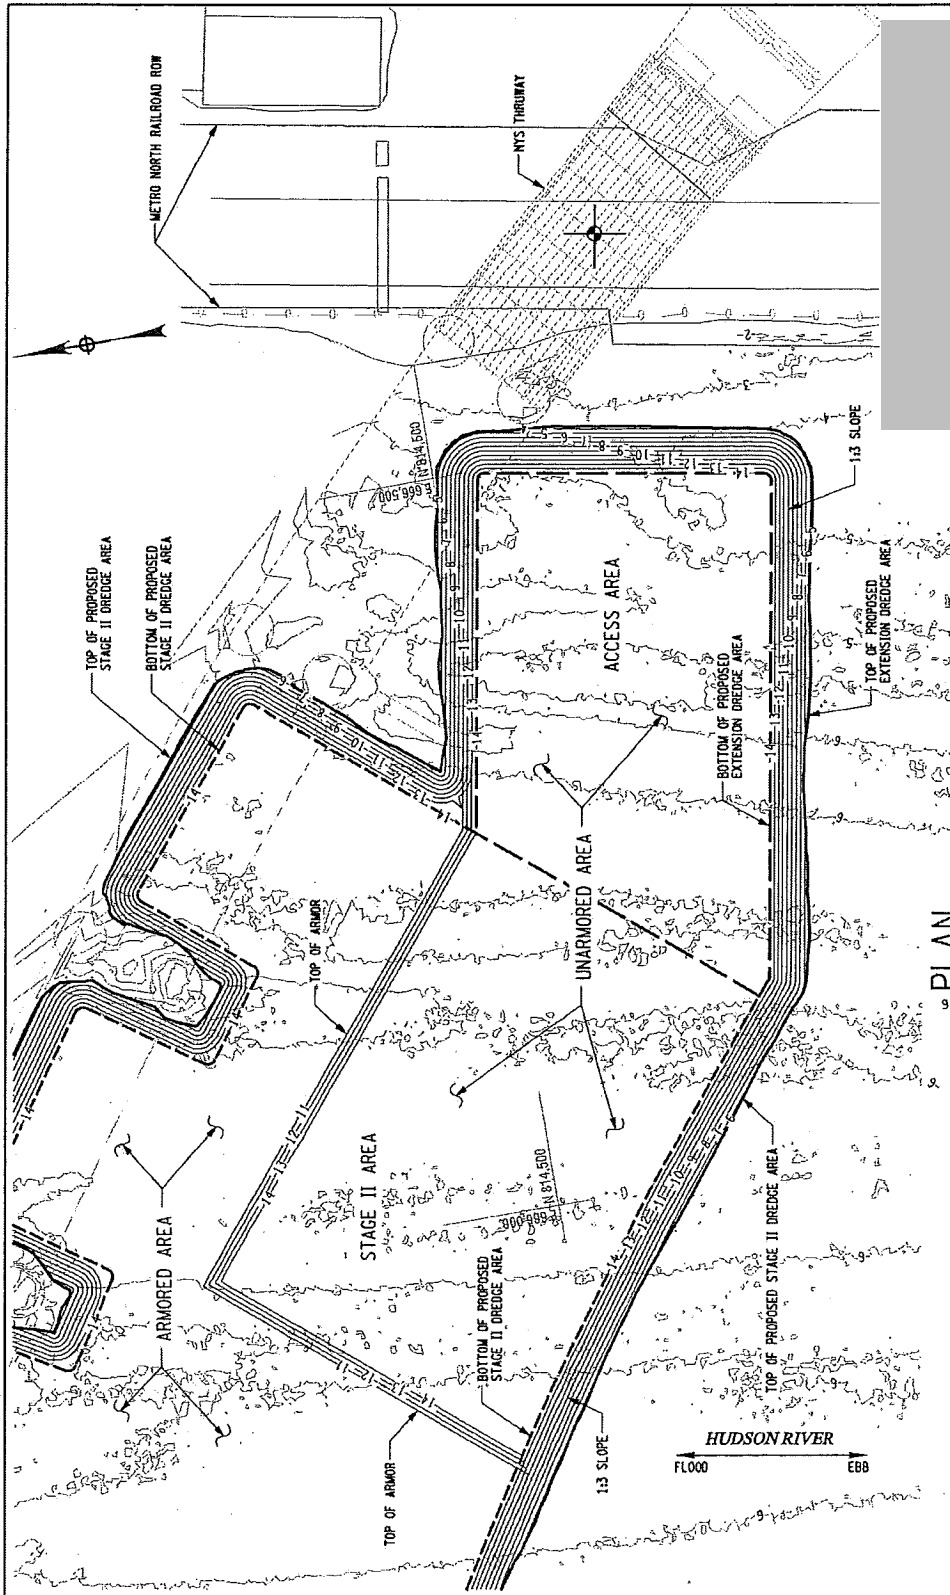 METRO NORTH RAILROAD ROW
NYS THRUWAY
N 814,500
E 666,500
1:3 SLOPE
TOP OF PROPOSED
STAGE II DREDGE AREA
BOTTOM OF PROPOSED
STAGE II DREDGE AREA
ACCESS AREA
BOTTOM OF PROPOSED
EXTENSION DREDGE AREA
TOP OF PROPOSED
EXTENSION DREDGE AREA
UNARMORED AREA
TOP OF ARMOR
PLAN
ARMORED AREA
STAGE II AREA
N 814,500
E 666,000
BOTTOM OF PROPOSED
STAGE II DREDGE AREA
TOP OF PROPOSED STAGE II DREDGE AREA
TOP OF ARMOR
1:3 SLOPE
HUDSON RIVER
FLOOD
EBB